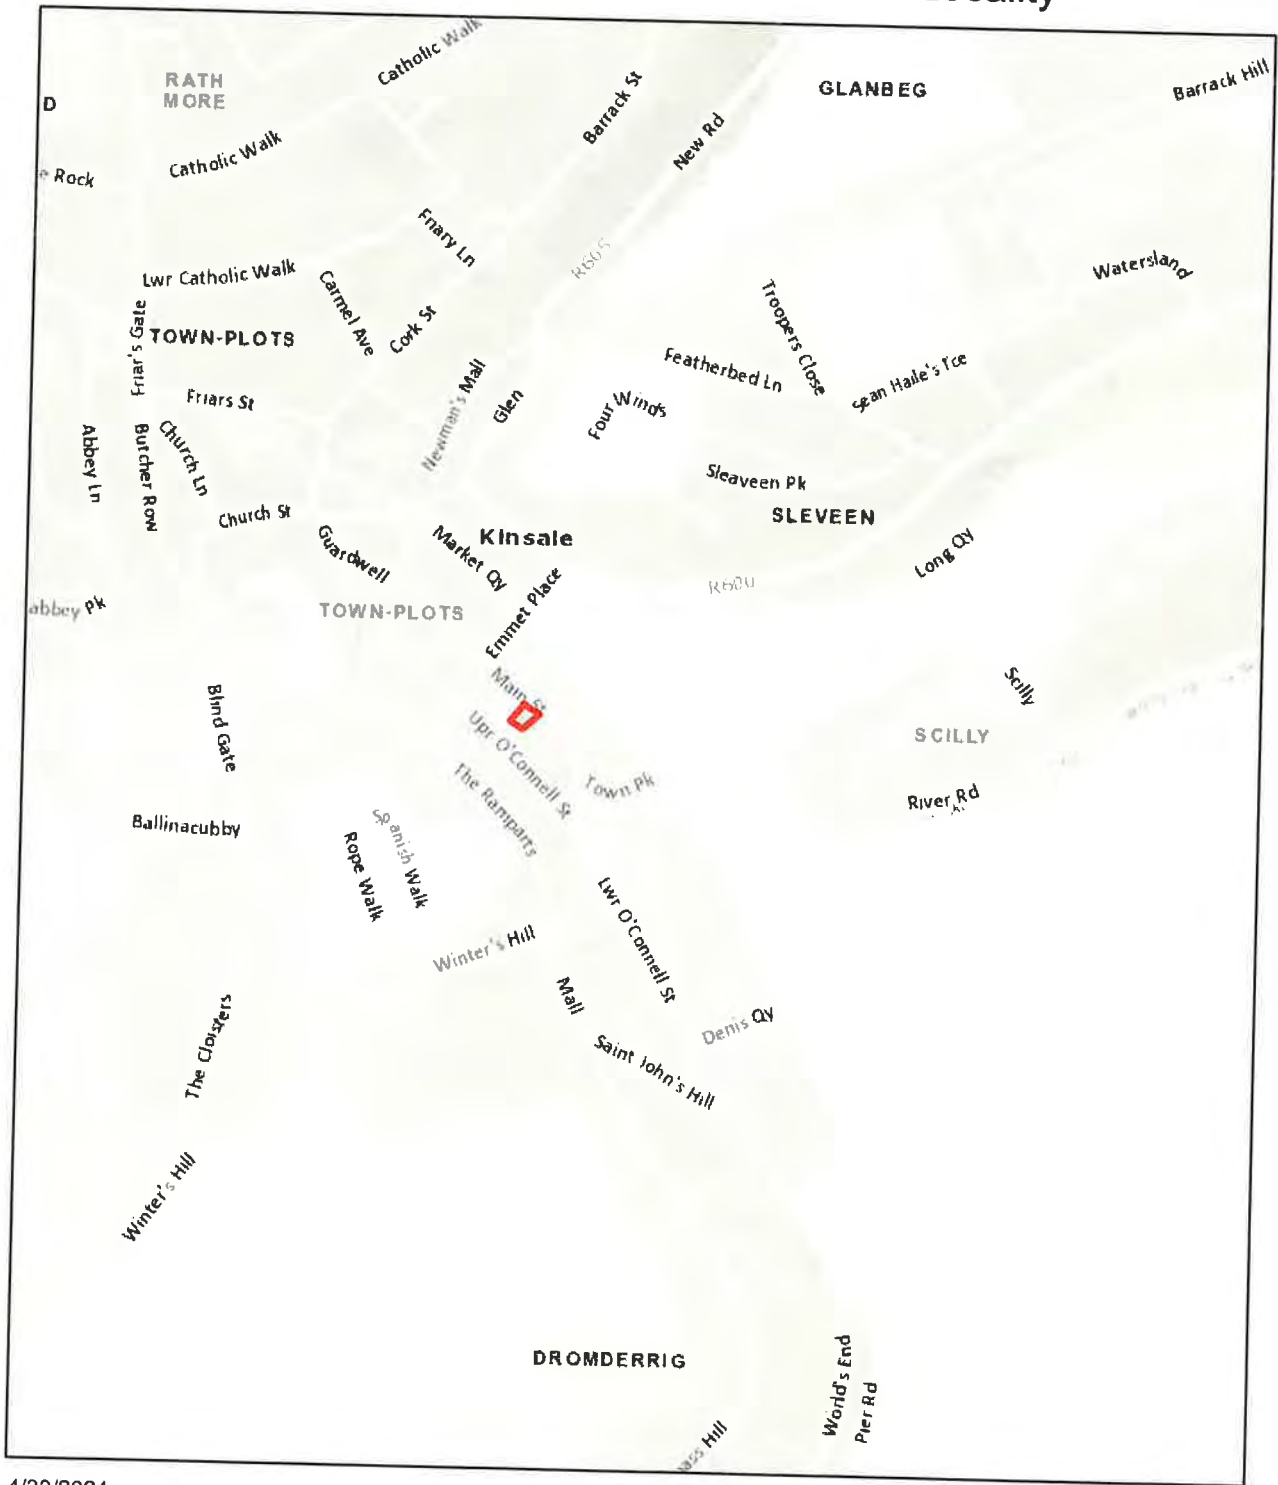 Catholic Walk
RATH
MORE
Barrack St
GLANBEG
Barrack Hill
D
New Rd
Catholic Walk
Rock
Friary Ln
R605
Lwr Catholic Walk
Carmel Ave
Cork St
Watersland
Troopers Close
Friar's Gate
TOWN-PLOTS
Featherbed Ln
Sean Haile's Tce
Newman's Mall
Glen
Four Winds
Friars St
Abbey Ln
Butcher Row
Church Ln
Church St
Sleaveen Pk
SLEVEEN
Guardwell
Market Qy
Kinsale
Long Qy
Emmet Place
R600
abbey Pk
TOWN-PLOTS
Main St
Scilly
Blind Gate
Upr O'Connell St
SCILLY
The Ramparts
Town Pk
River Rd
Ballinacubby
Spanish Walk
Rope Walk
Lwr O'Connell St
Winter's Hill
Mall
Denis Qy
The Cloisters
Saint John's Hill
Winter's Hill
DROMDERRIG
World's End
Pier Rd
ass Hill